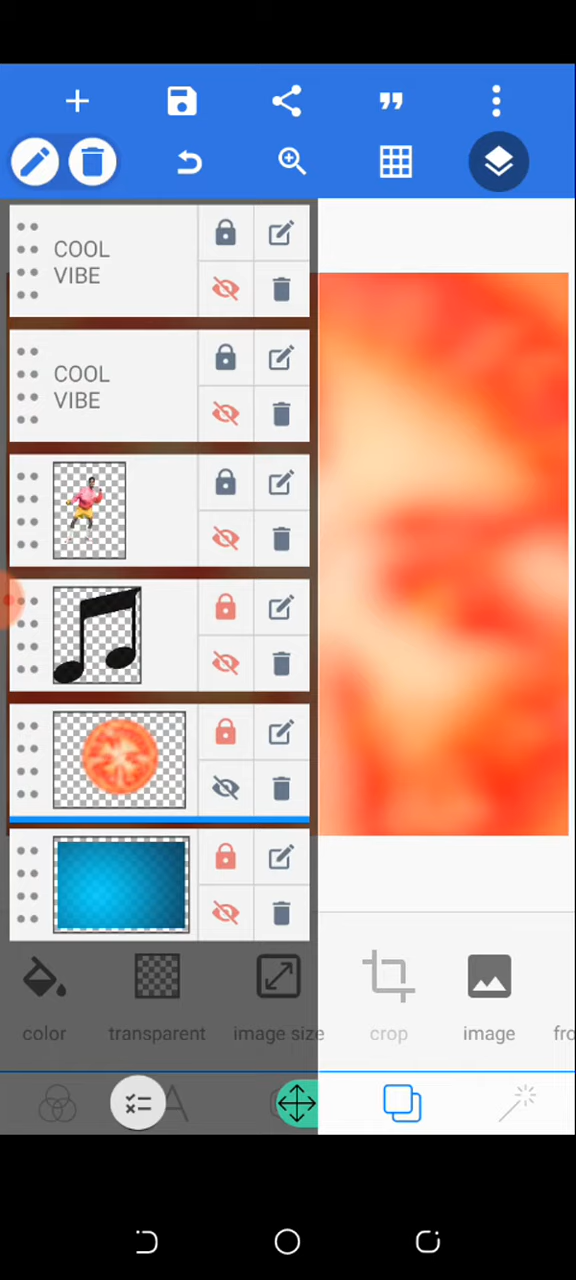 COOL
VIBE
COOL
VIBE
color
transparent
image size
crop
image
fro